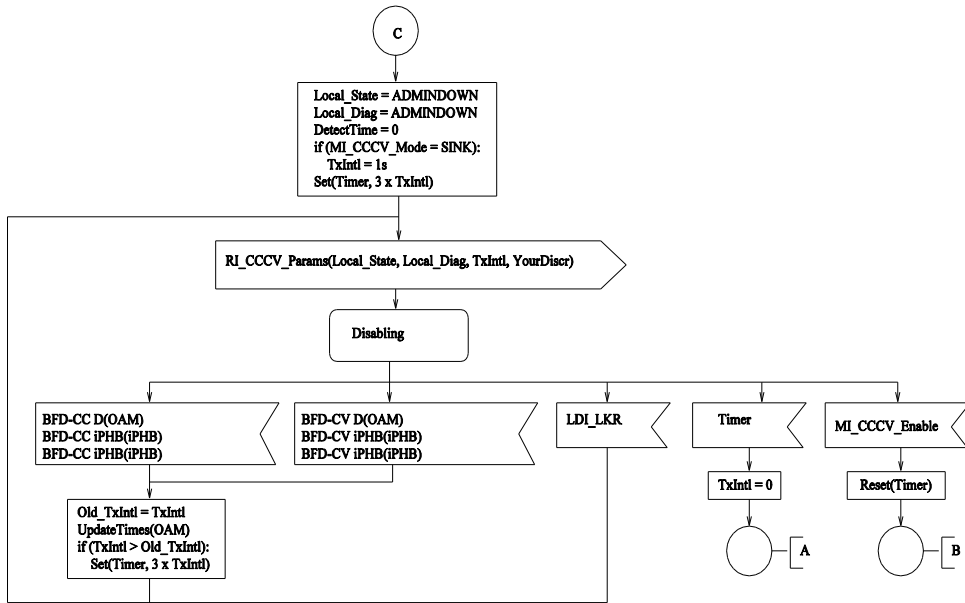 C
Local_State = ADMINDOWN
Local_Diag = ADMINDOWN
DetectTime = 0
if (MI_CCCV_Mode = SINK):
TxIntl = 1s
Set(Timer, 3 x TxIntl)
RI_CCCV_Params(Local_State, Local_Diag, TxIntl, YourDiscr)
Disabling
BFD-CC D(OAM)
BFD-CC iPHB(iPHB)
BFD-CC iPHB(iPHB)
BFD-CV D(OAM)
BFD-CV iPHB(iPHB)
BFD-CV iPHB(iPHB)
LDI_LKR
Timer
MI_CCCV_Enable
Old_TxIntl = TxIntl
UpdateTimes(OAM)
if (TxIntl > Old_TxIntl):
Set(Timer, 3 x TxIntl)
TxIntl = 0
Reset(Timer)
A
B